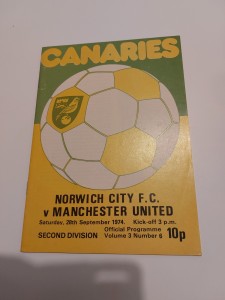 CANARIES
NORWICH CITY F.C.
v MANCHESTER UNITED
Saturday, 28th September 1974. Kick-off 3 p.m.
SECOND DIVISION
Official Programme
Volume 3 Number 6
10p